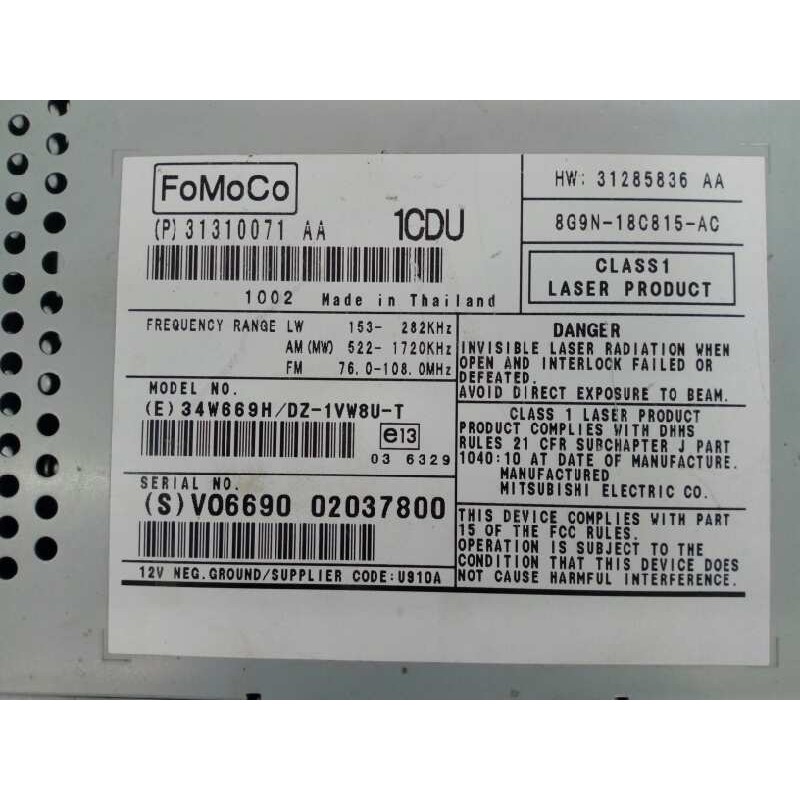 FoMoCo
(P) 31310071 AA 1CDU
1002 Made in Thailand
HW: 31285836 AA
8G9N-18C815-AC
CLASS1
LASER PRODUCT
FREQUENCY RANGE LW 153- 282KHz
AM (MW) 522- 1720KHz
FM 76.0-108.0MHz
MODEL NO.
(E) 34W669H/DZ-1VW8U-T
e13
03 6329
SERIAL NO.
(S) V06690 02037800
12V NEG.GROUND/SUPPLIER CODE:U910A
DANGER
INVISIBLE LASER RADIATION WHEN
OPEN AND INTERLOCK FAILED OR
DEFEATED.
AVOID DIRECT EXPOSURE TO BEAM.
CLASS 1 LASER PRODUCT
PRODUCT COMPLIES WITH DHHS
RULES 21 CFR SUBCHAPTER J PART
1040:10 AT DATE OF MANUFACTURE.
MANUFACTURED
MITSUBISHI ELECTRIC CO.
THIS DEVICE COMPLIES WITH PART
15 OF THE FCC RULES.
OPERATION IS SUBJECT TO THE
CONDITION THAT THIS DEVICE DOES
NOT CAUSE HARMFUL INTERFERENCE.